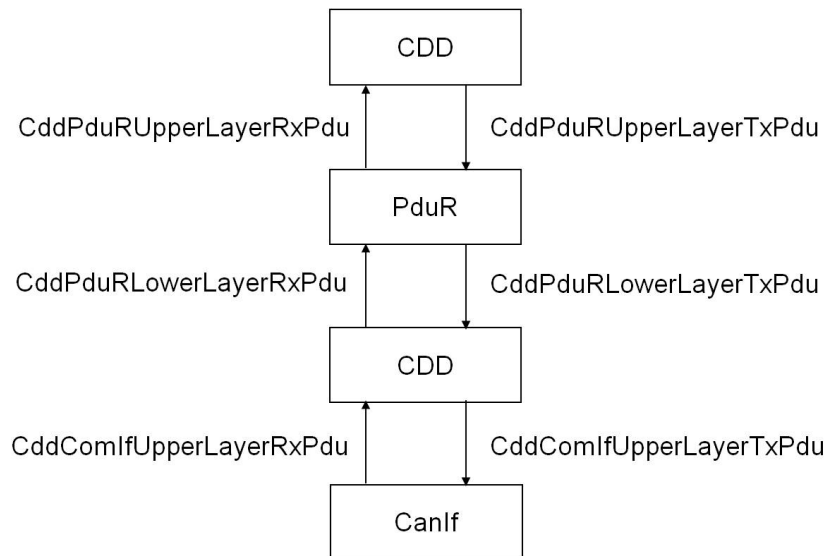 CDD
CddPduRUpperLayerRxPdu
CddPduRUpperLayerTxPdu
PduR
CddPduRLowerLayerRxPdu
CddPduRLowerLayerTxPdu
CDD
CddComIfUpperLayerRxPdu
CddComIfUpperLayerTxPdu
CanIf